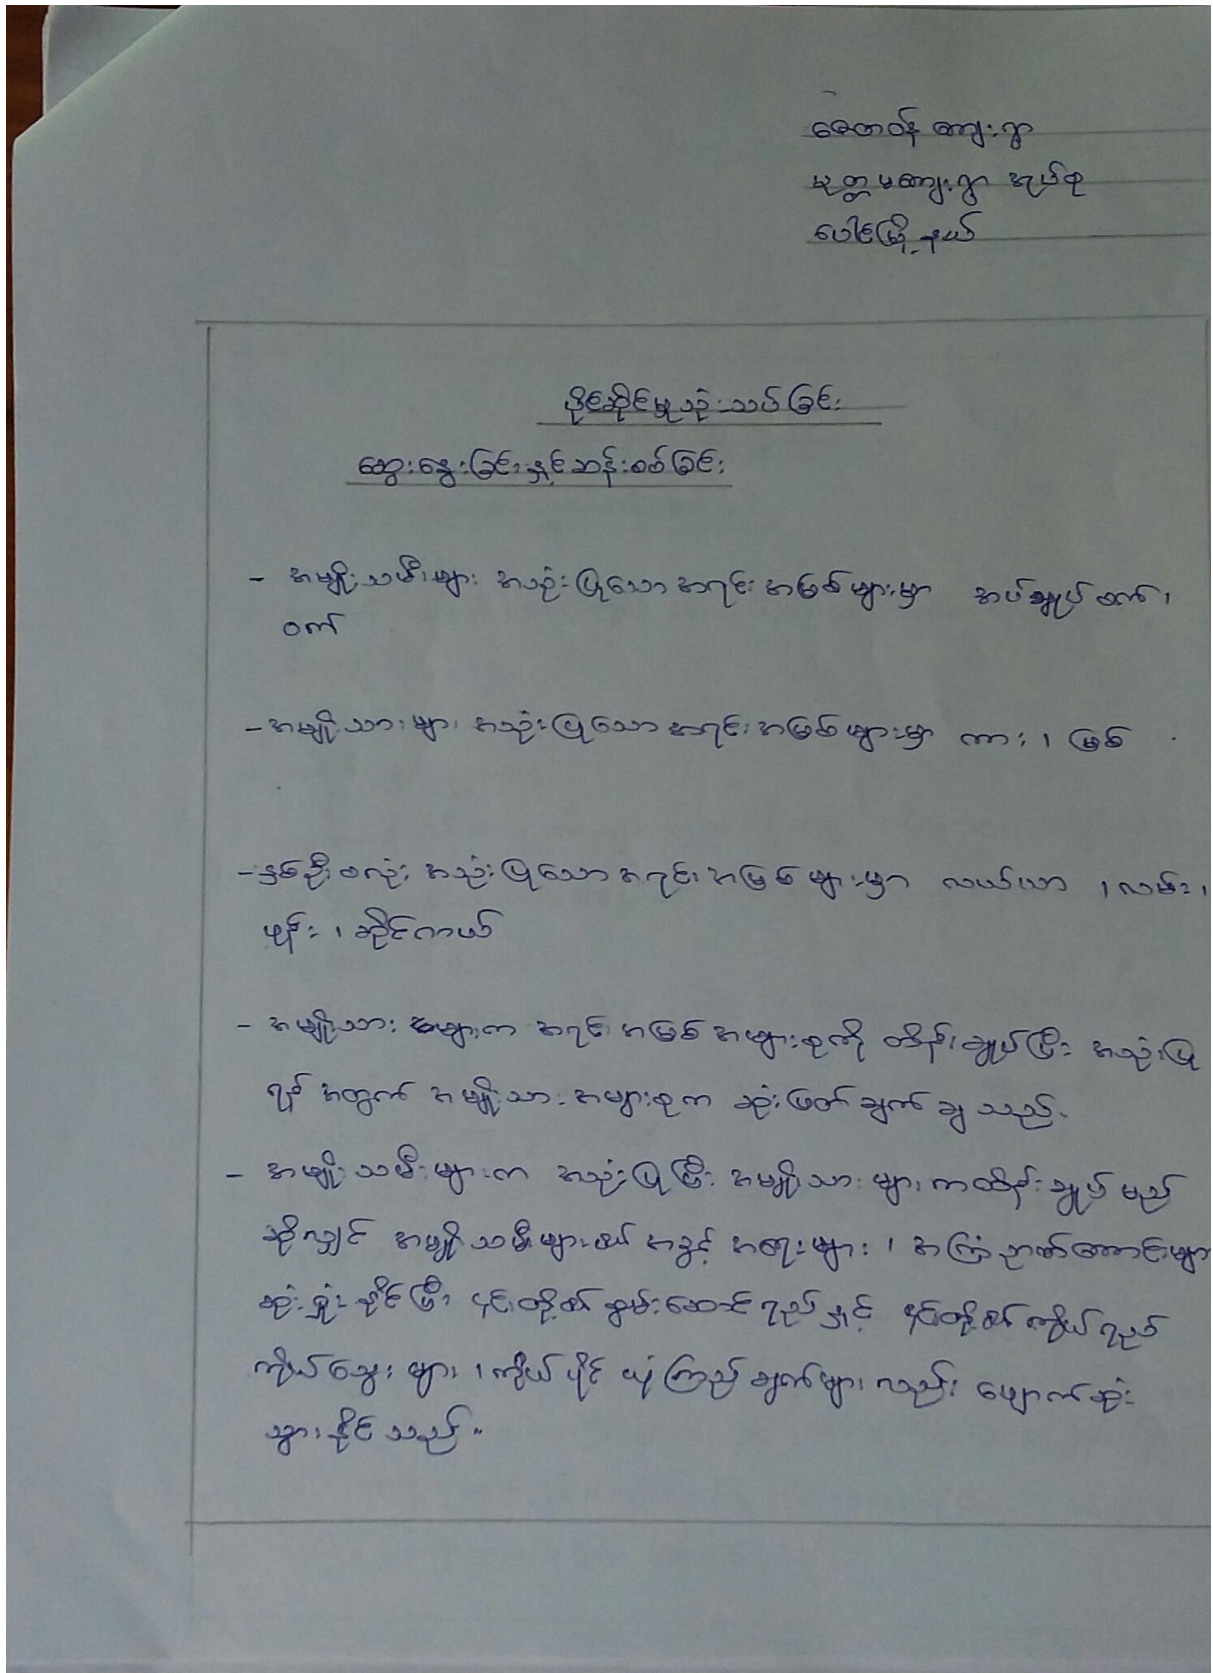 ဇေတဝန် ကျေးရွာ
မုတ္တမကျေးရွာ အုပ်စု
ပေါင်မြို့နယ်
ပိုင်ဆိုင်မှုသုံးသပ်ခြင်း
ဆွေးနွေးခြင်းနှင့်ဆန်းစစ်ခြင်း
- အမျိုးသမီးများ အသုံးပြုသော အရင်းအမြစ်များမှာ အပ်ချုပ်စက်၊
ဝက်
- အမျိုးသားများ အသုံးပြုသော အရင်းအမြစ်များမှာ ကား ၊ မြစ်
- နှစ်ဦးစလုံး အသုံးပြုသော အရင်းအမြစ်များမှာ လယ်ယာ ၊ လမ်း ၊
ဖုန်း ၊ ဆိုင်ကယ်
- အမျိုးသား များက အရင်းအမြစ် အများစုကို ထိန်းချုပ်ပြီး အသုံးပြု
ရန် အတွက် အမျိုးသား အများစုက ဆုံးဖြတ်ချက် ချ သည်။
- အမျိုးသမီးများက အသုံးပြုပြီး အမျိုးသား များကထိန်းချုပ် မည်
ဆိုလျှင် အမျိုးသမီးများ၏ အခွင့် အရေးများ ၊ အကြံဉာဏ်ကောင်းများ
ဆုံးရှုံးနိုင်ပြီး ၎င်းတို့၏ စွမ်းဆောင်ရည်နှင့် ၎င်းတို့၏ ကိုယ်ရည်
ကိုယ်သွေး များ ၊ ကိုယ်ပိုင် ယုံကြည်ချက်များ လည်း ပျောက်ဆုံး
သွားနိုင် သည်။